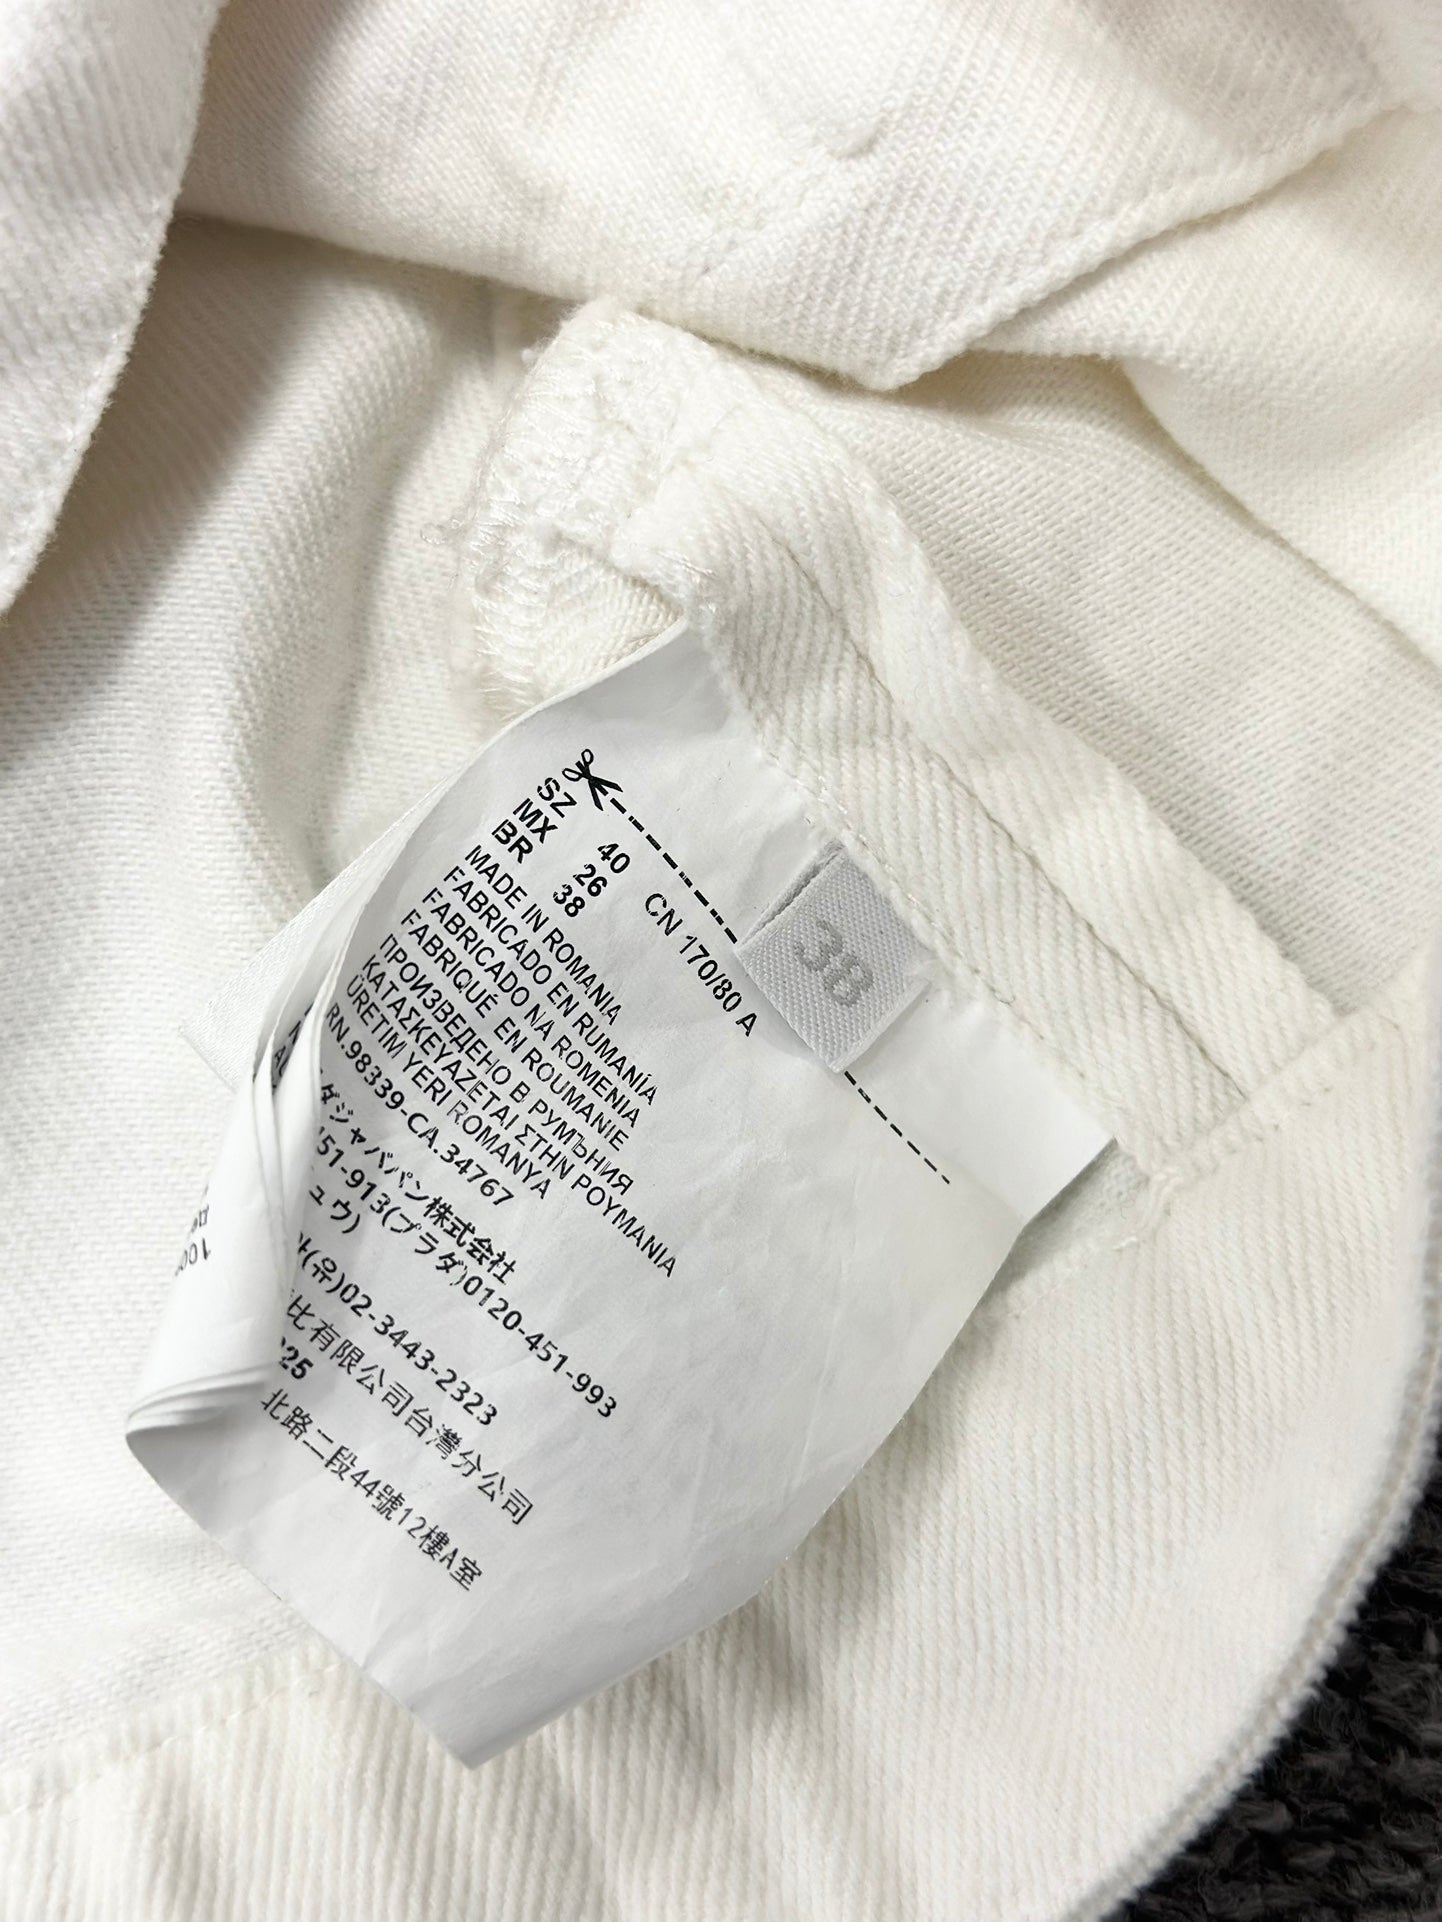 SZ 40 CN 170/80 A
MX 26
BR 38
MADE IN ROMANIA
FABRICADO EN RUMANÍA
FABRICADO NA ROMENIA
FABRIQUÉ EN ROUMANIE
ПРОИЗВЕДЕНО В РУМЪНИЯ
ΚΑΤΑΣΚΕΥΑΖΕΤΑΙ ΣΤΗΝ ΡΟΥΜΑΝΙΑ
ÜRETIM YERI ROMANYA
RN.98339-CA.34767
ダジャパン株式会社
451-913(プラダ)0120-451-993
ュウ)
(유)02-3443-2323
比有限公司台灣分公司
25
北路二段44號12樓A室
38